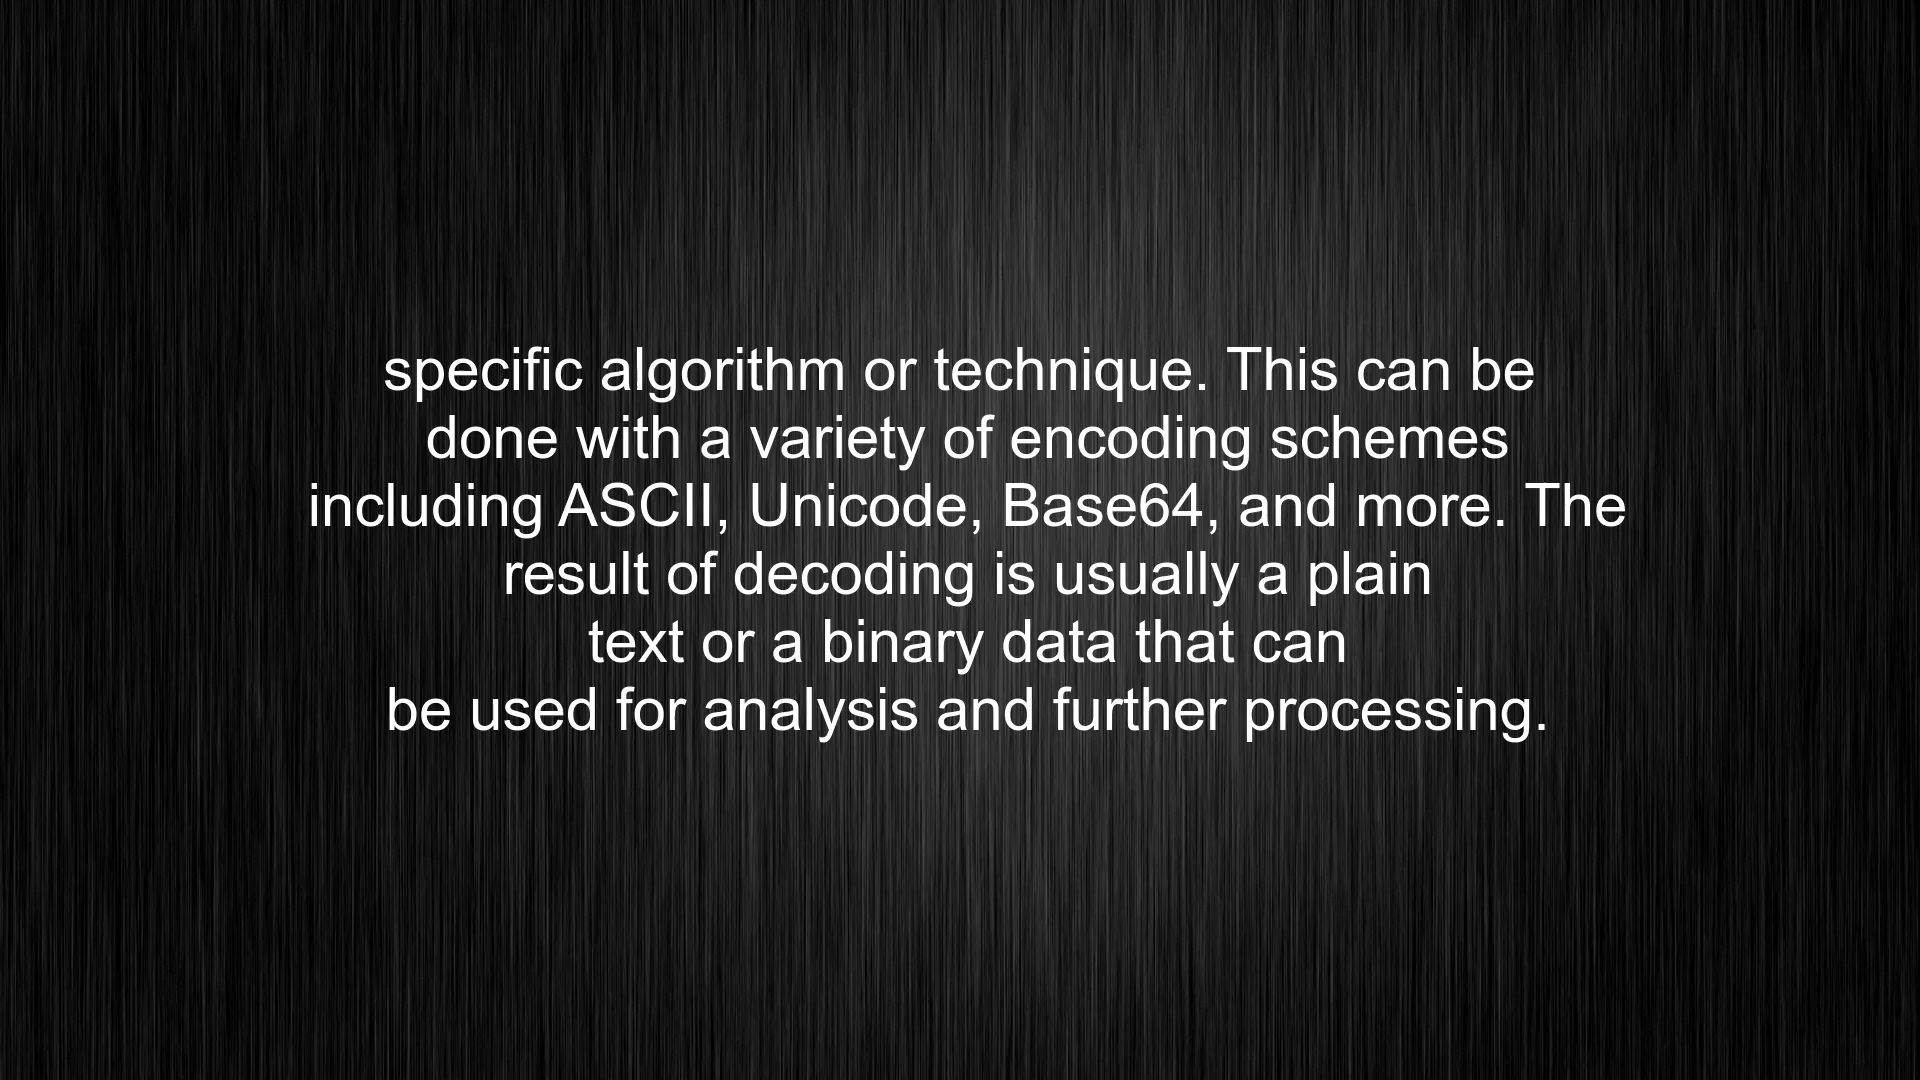 specific algorithm or technique. This can be
done with a variety of encoding schemes
including ASCII, Unicode, Base64, and more. The
result of decoding is usually a plain
text or a binary data that can
be used for analysis and further processing.